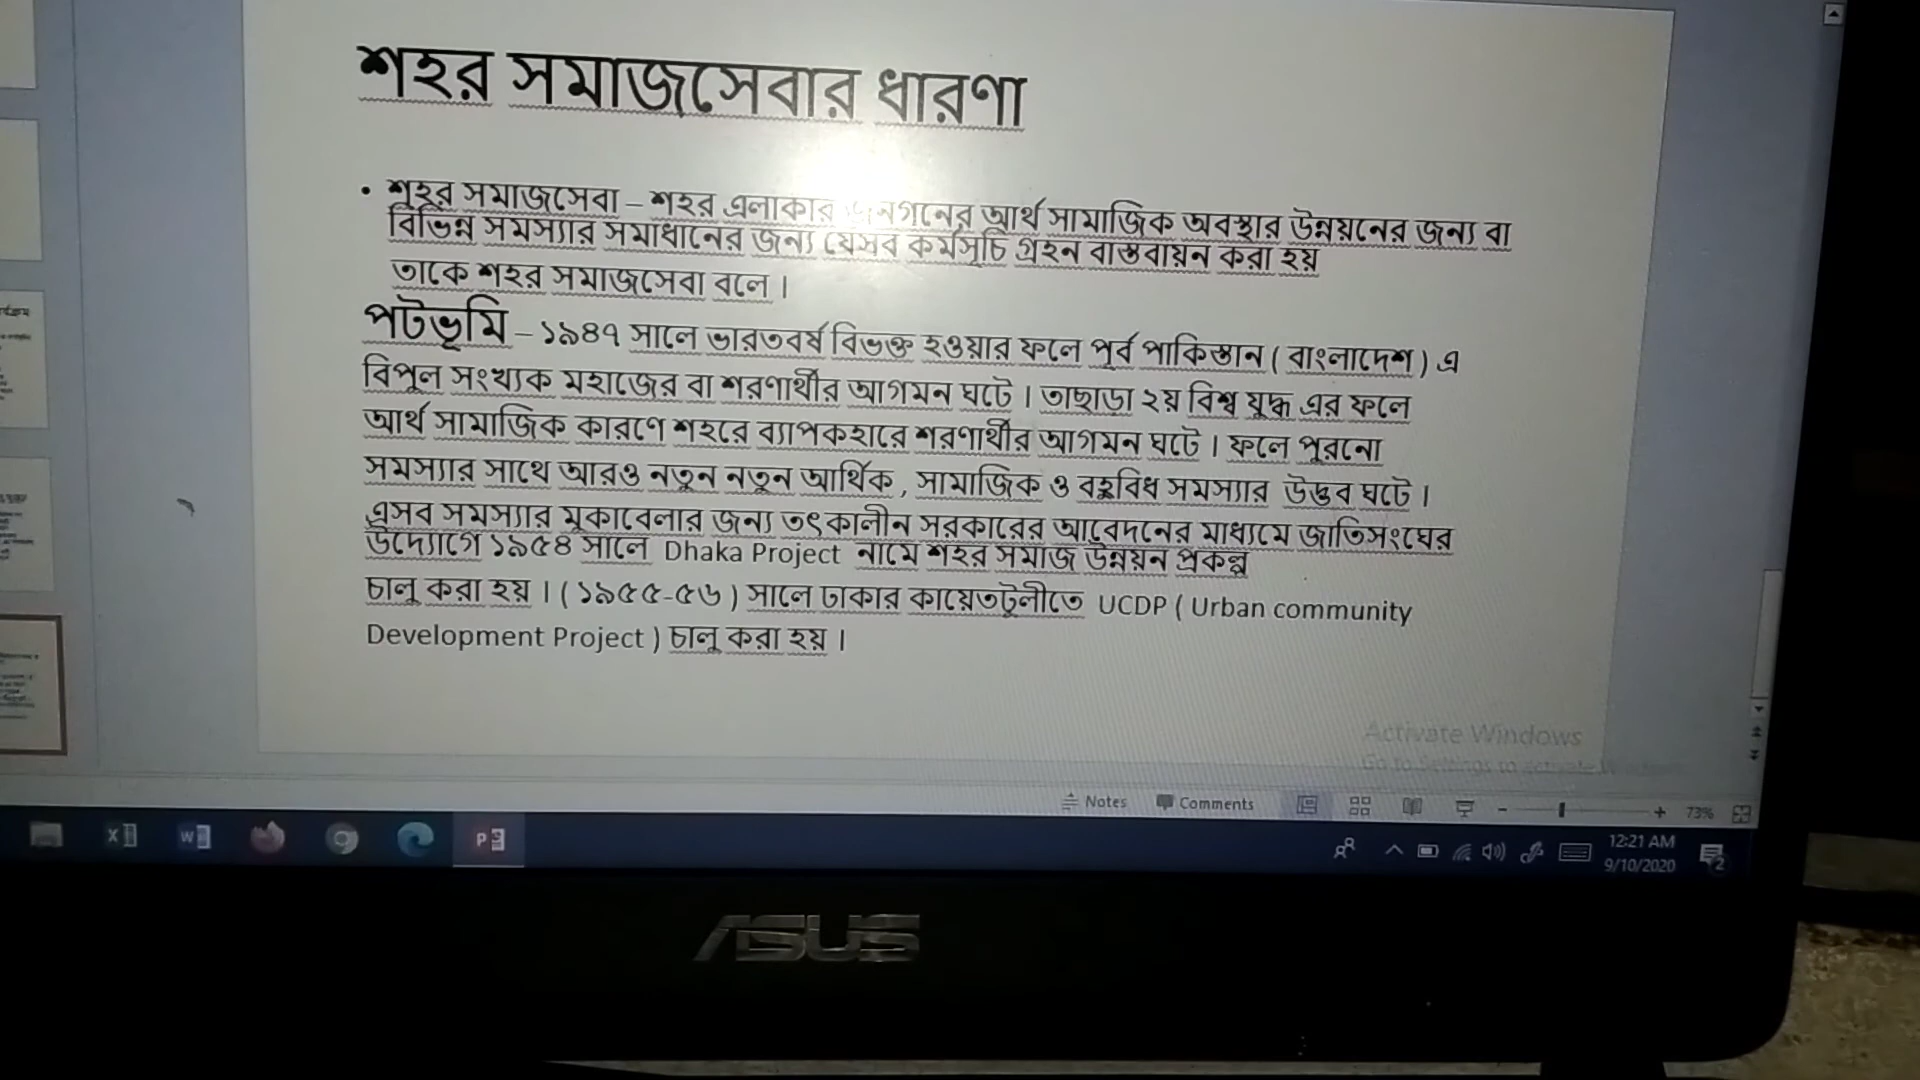 শহর সমাজসেবার ধারণা
• শহর সমাজসেবা – শহর এলাকার জনগনের আর্থ সামাজিক অবস্থার উন্নয়নের জন্য বা
বিভিন্ন সমস্যার সমাধানের জন্য যেসব কর্মসূচি গ্রহন বাস্তবায়ন করা হয়
তাকে শহর সমাজসেবা বলে ।
পটভূমি – ১৯৪৭ সালে ভারতবর্ষ বিভক্ত হওয়ার ফলে পূর্ব পাকিস্তান ( বাংলাদেশ ) এ
বিপুল সংখ্যক মহাজের বা শরণার্থীর আগমন ঘটে । তাছাড়া ২য় বিশ্ব যুদ্ধ এর ফলে
আর্থ সামাজিক কারণে শহরে ব্যাপকহারে শরণার্থীর আগমন ঘটে । ফলে পুরনো
সমস্যার সাথে আরও নতুন নতুন আর্থিক , সামাজিক ও বহুবিধ সমস্যার উদ্ভব ঘটে ।
এসব সমস্যার মুকাবেলার জন্য তৎকালীন সরকারের আবেদনের মাধ্যমে জাতিসংঘের
উদ্যোগে ১৯৫৪ সালে Dhaka Project নামে শহর সমাজ উন্নয়ন প্রকল্প
চালু করা হয় । ( ১৯৫৫-৫৬ ) সালে ঢাকার কায়েতটুলীতে UCDP ( Urban community
Development Project ) চালু করা হয় ।
Activate Windows
Go to Settings to activate
Notes Comments 73%
12:21 AM
9/10/2020
ASUS